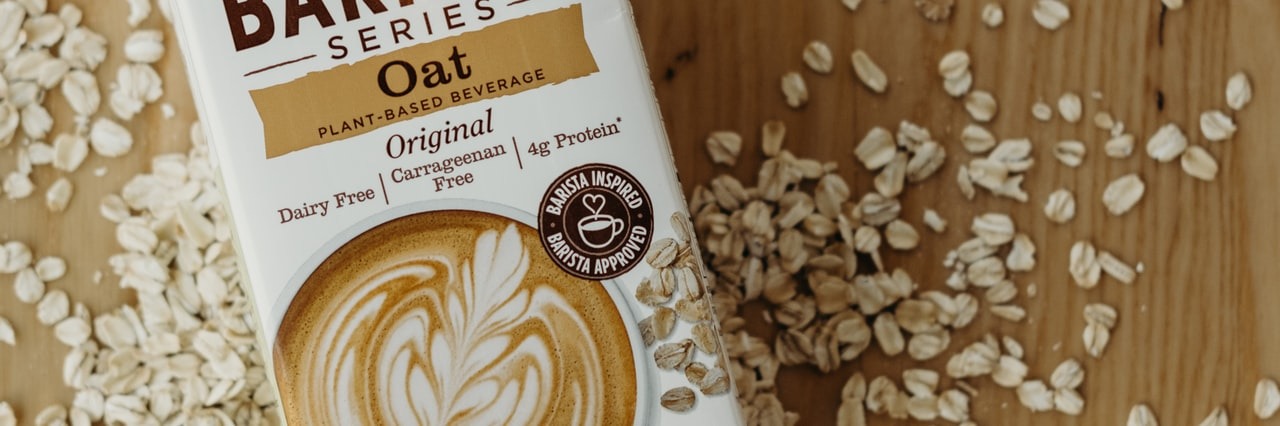 SERIES
Oat
PLANT-BASED BEVERAGE
Original
Dairy Free | Carrageenan Free | 4g Protein*
BARISTA INSPIRED
BARISTA APPROVED